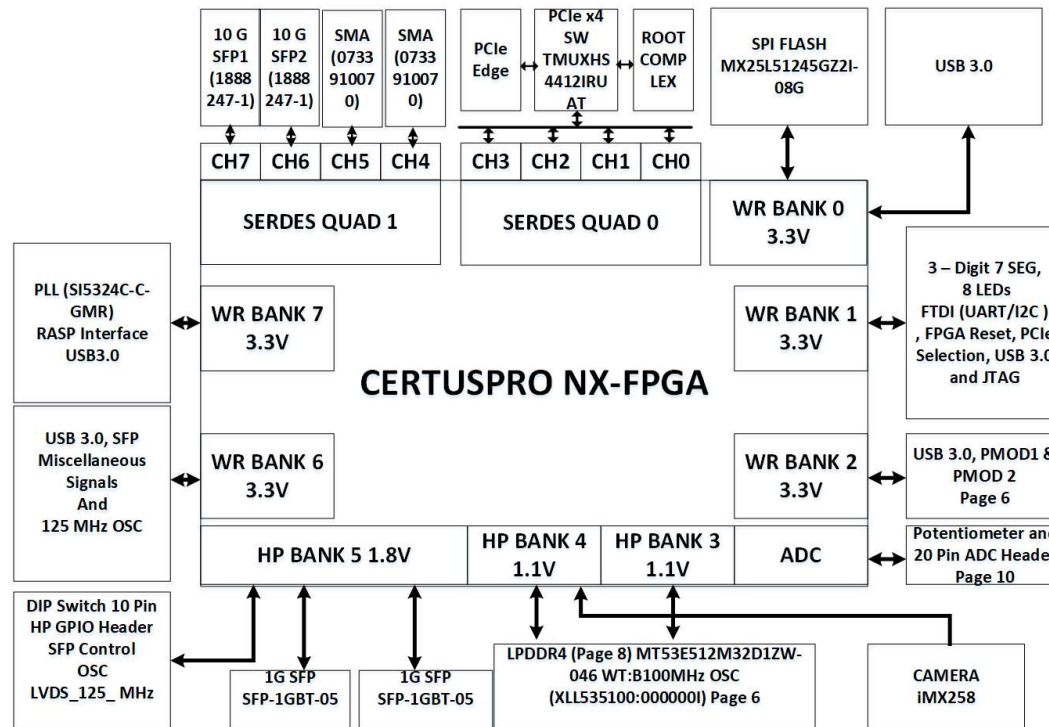 10 G
SFP1
(1888
247-1)
10 G
SFP2
(1888
247-1)
SMA
(0733
91007
0)
SMA
(0733
91007
0)
PCIe
Edge
PCIe x4
SW
TMUXHS
4412IRU
AT
ROOT
COMP
LEX
SPI FLASH
MX25L51245GZ2I-
08G
USB 3.0
CH7
CH6
CH5
CH4
CH3
CH2
CH1
CH0
SERDES QUAD 1
SERDES QUAD 0
WR BANK 0
3.3V
PLL (SI5324C-C-
GMR)
RASP Interface
USB3.0
WR BANK 7
3.3V
WR BANK 1
3.3V
3 – Digit 7 SEG,
8 LEDs
FTDI (UART/I2C )
, FPGA Reset, PCIe
Selection, USB 3.0
and JTAG
CERTUSPRO NX-FPGA
USB 3.0, SFP
Miscellaneous
Signals
And
125 MHz OSC
WR BANK 6
3.3V
WR BANK 2
3.3V
USB 3.0, PMOD1 &
PMOD 2
Page 6
HP BANK 5 1.8V
HP BANK 4
1.1V
HP BANK 3
1.1V
ADC
Potentiometer and
20 Pin ADC Header
Page 10
DIP Switch 10 Pin
HP GPIO Header
SFP Control
OSC
LVDS_125_ MHz
1G SFP
SFP-1GBT-05
1G SFP
SFP-1GBT-05
LPDDR4 (Page 8) MT53E512M32D1ZW-
046 WT:B100MHz OSC
(XLL535100:000000I) Page 6
CAMERA
iMX258